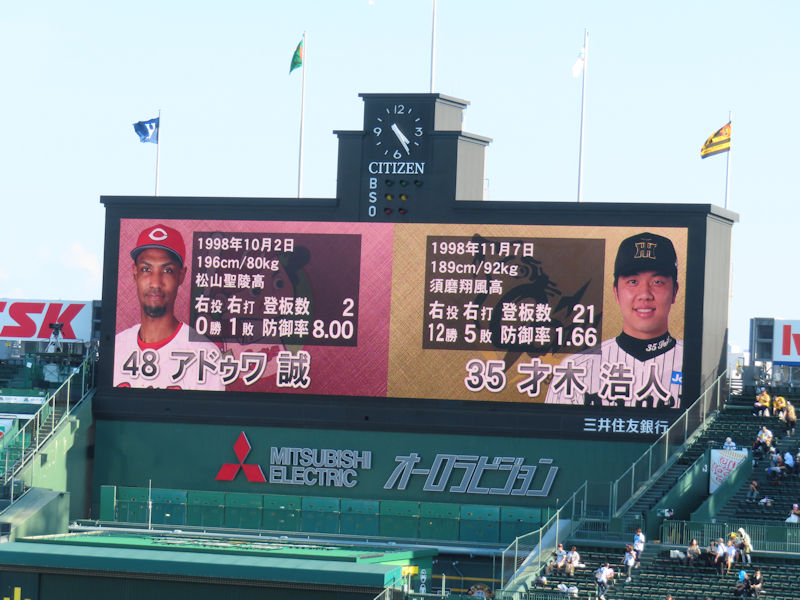 12
3
6
9
CITIZEN
B
S
O
1998年10月2日
196cm/80kg
松山聖陵高
右投 右打 登板数 2
0勝 1敗 防御率 8.00
48 アドゥワ 誠
1998年11月7日
189cm/92kg
須磨翔風高
右投 右打 登板数 21
12勝 5敗 防御率 1.66
35 才木 浩人
三井住友銀行
SK
MITSUBISHI
ELECTRIC
オーロラビジョン